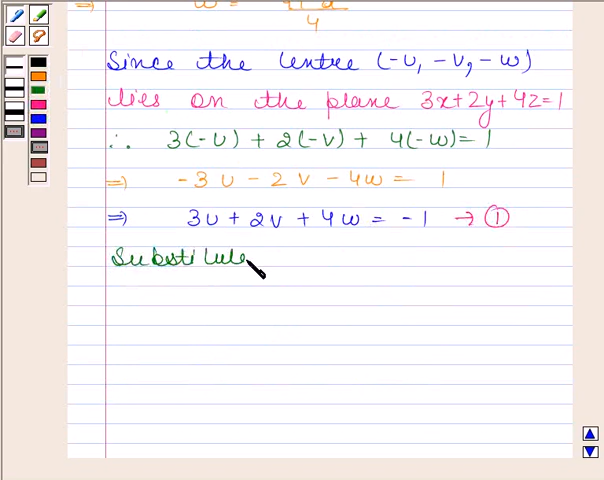 ⇒ w =
4
Since the Centre (-u, -v, -w)
lies on the plane 3x+2y+4z=1
∴ 3(-u) + 2(-v) + 4(-w) = 1
⇒ -3u - 2v - 4w = 1
⇒ 3u + 2v + 4w = -1 → ①
Substitute